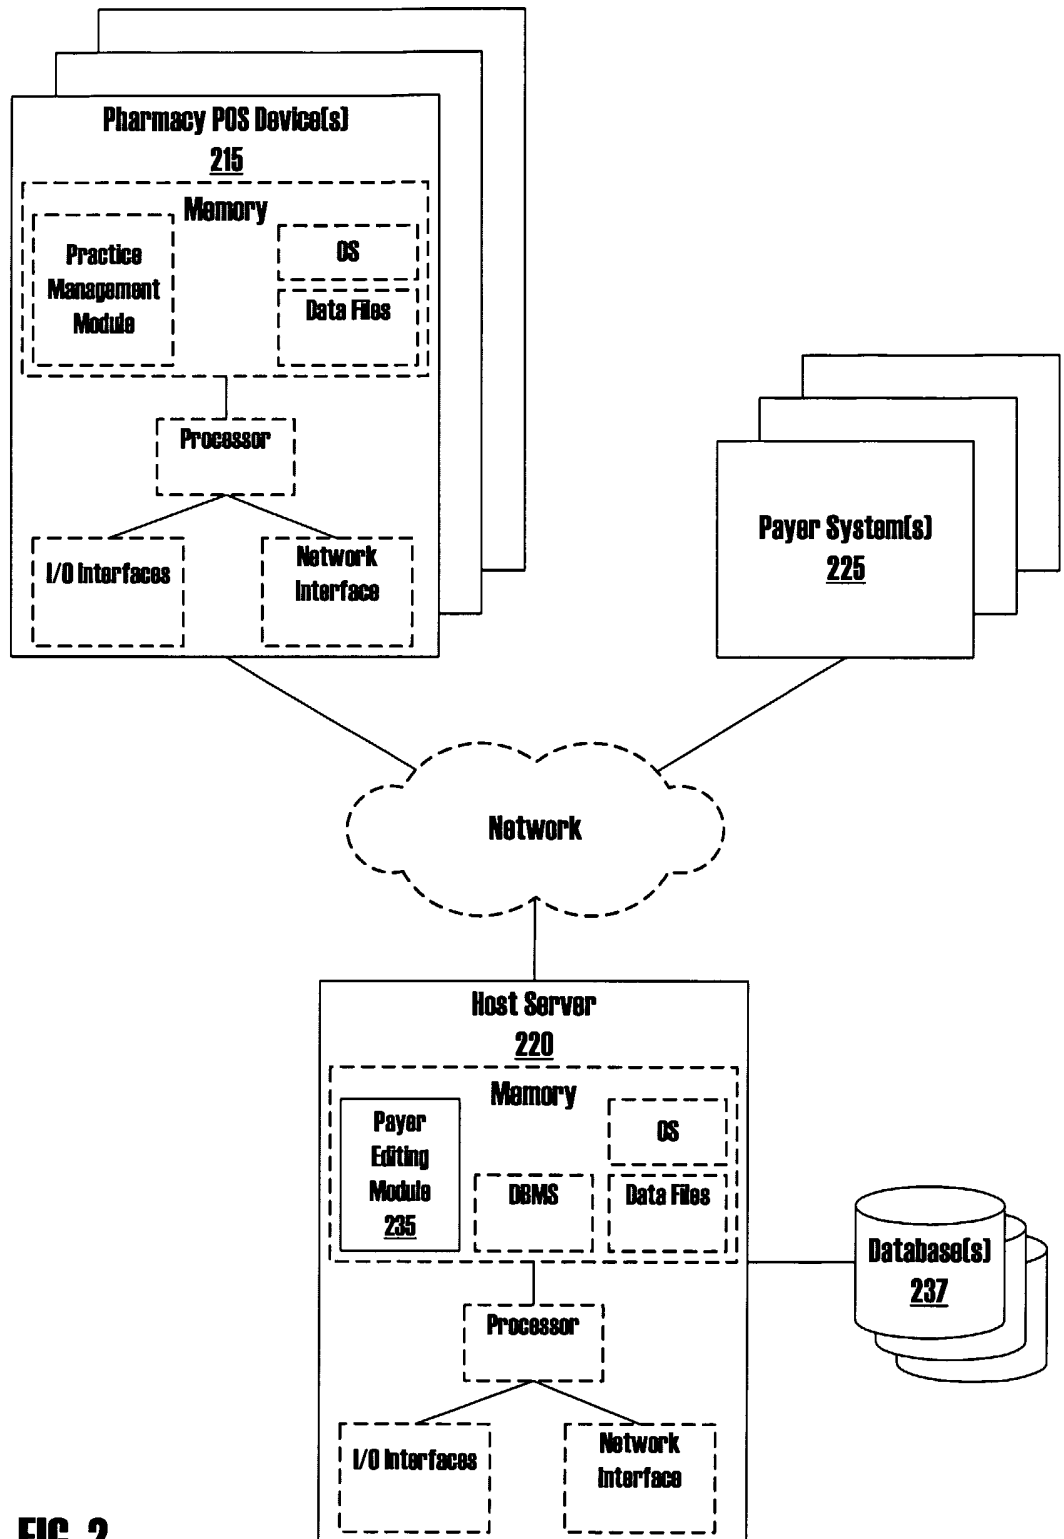 Pharmacy POS Device(s)
215
Memory
Practice
Management
Module
OS
Data Files
Processor
I/O Interfaces
Network
Interface
Payer System(s)
225
Network
Host Server
220
Memory
Payer
Editing
Module
235
DBMS
OS
Data Files
Processor
I/O Interfaces
Network
Interface
Database(s)
237
FIG. 2